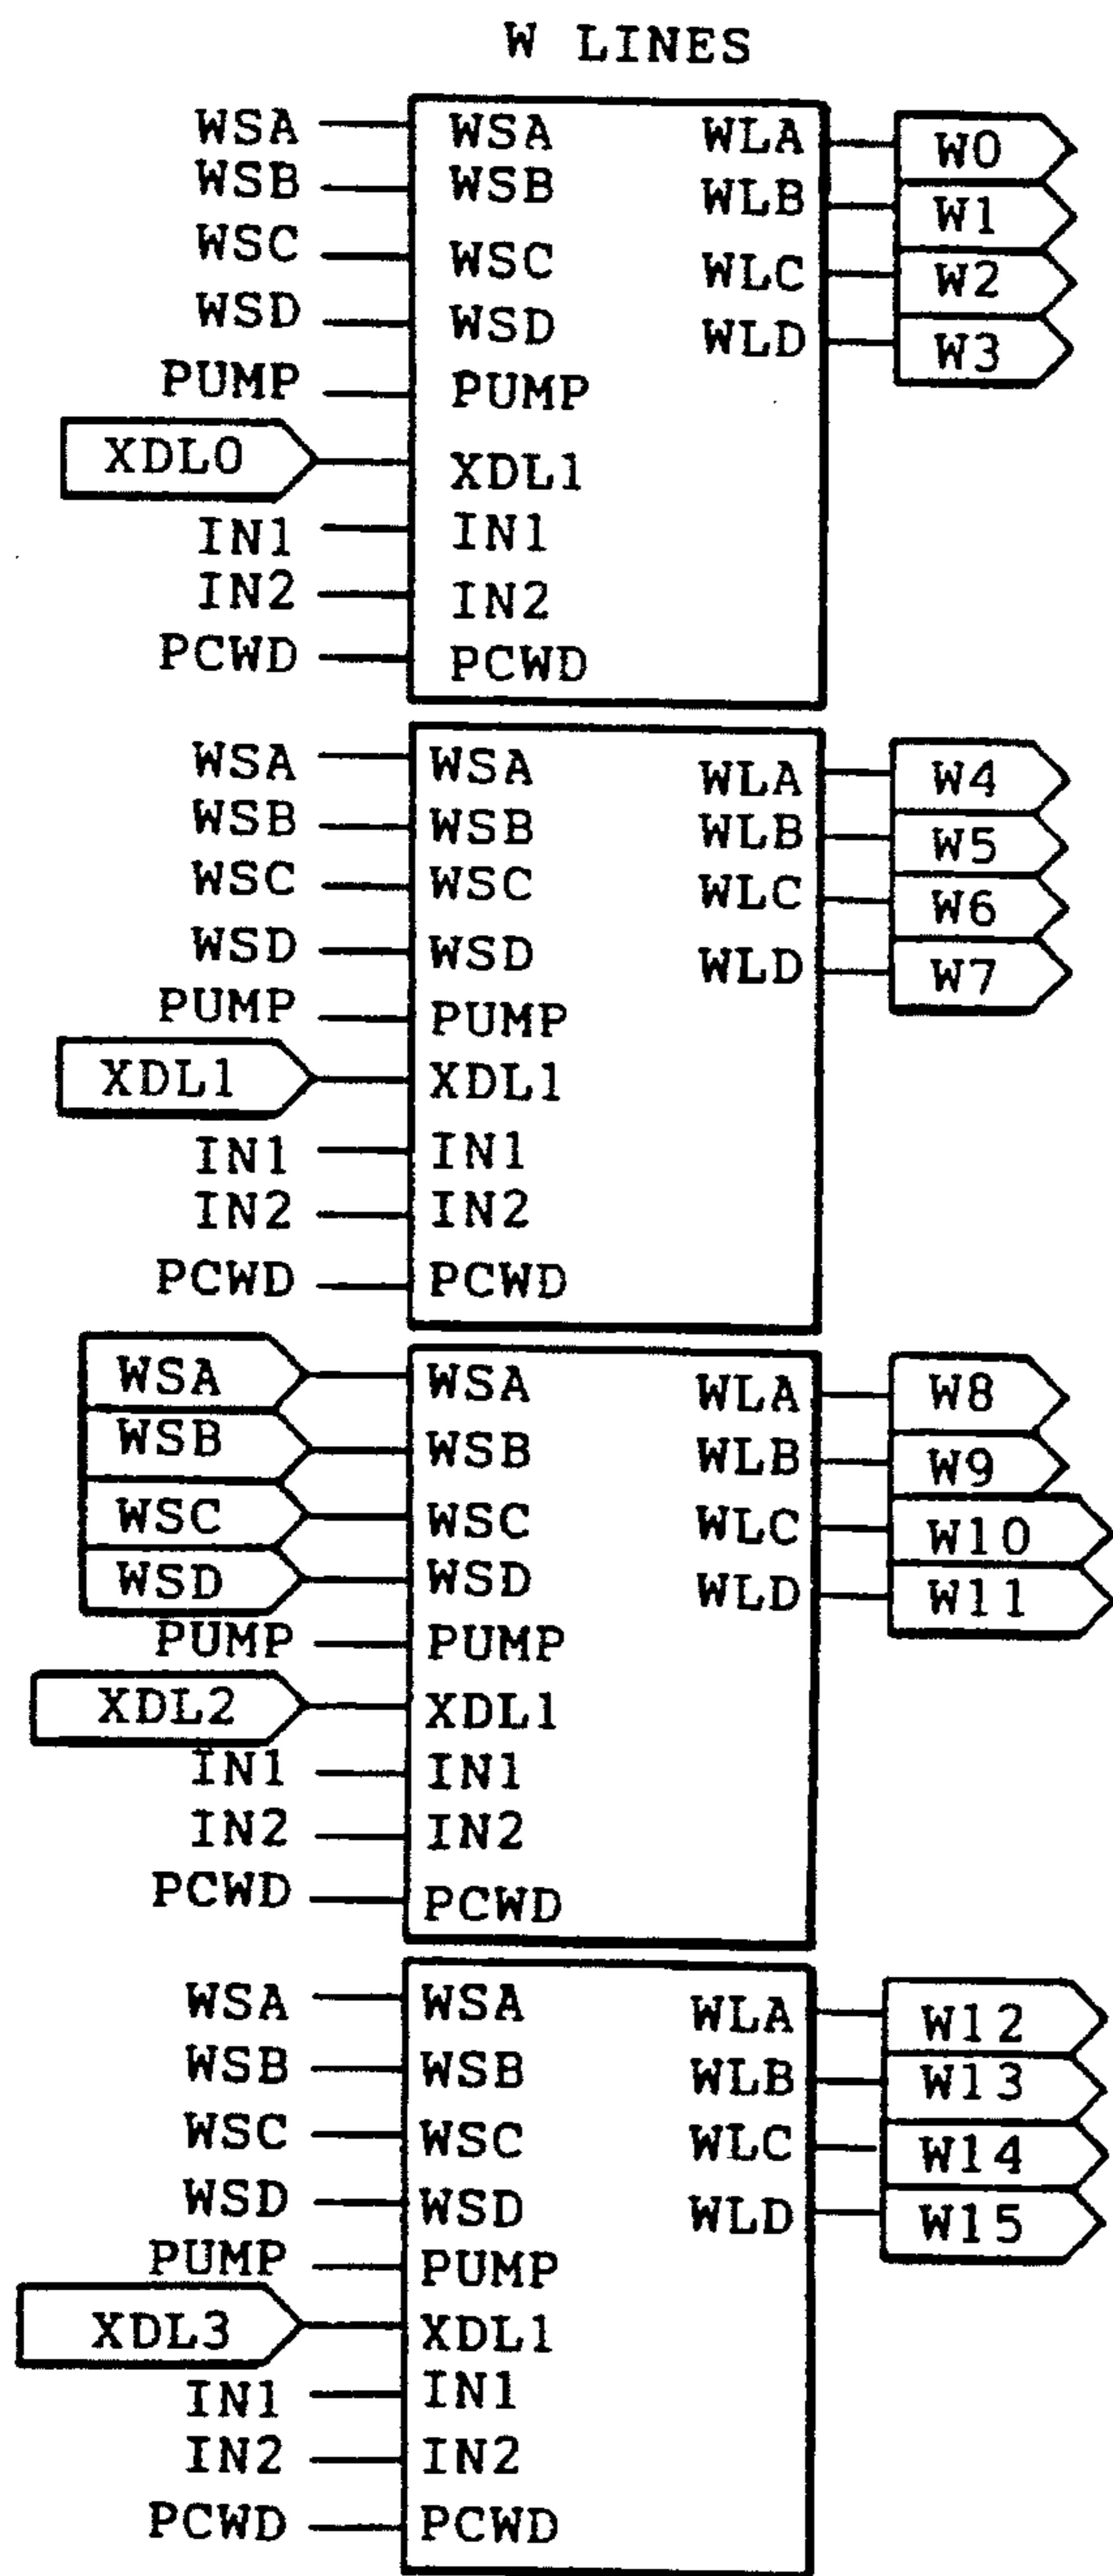 W LINES
WSA WSA WLA W0
WSB WSB WLB W1
WSC WSC WLC W2
WSD WSD WLD W3
PUMP PUMP
XDL0 XDL1
IN1 IN1
IN2 IN2
PCWD PCWD
WSA WSA WLA W4
WSB WSB WLB W5
WSC WSC WLC W6
WSD WSD WLD W7
PUMP PUMP
XDL1 XDL1
IN1 IN1
IN2 IN2
PCWD PCWD
WSA WSA WLA W8
WSB WSB WLB W9
WSC WSC WLC W10
WSD WSD WLD W11
PUMP PUMP
XDL2 XDL1
IN1 IN1
IN2 IN2
PCWD PCWD
WSA WSA WLA W12
WSB WSB WLB W13
WSC WSC WLC W14
WSD WSD WLD W15
PUMP PUMP
XDL3 XDL1
IN1 IN1
IN2 IN2
PCWD PCWD